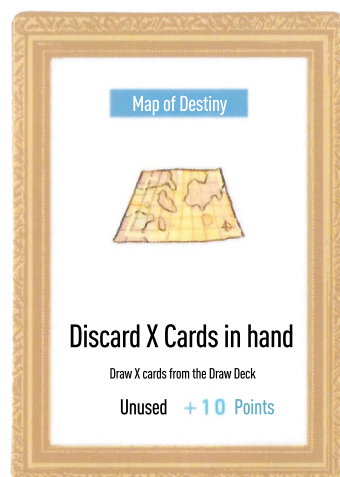 Map of Destiny
Discard X Cards in hand
Draw X cards from the Draw Deck
Unused +10 Points